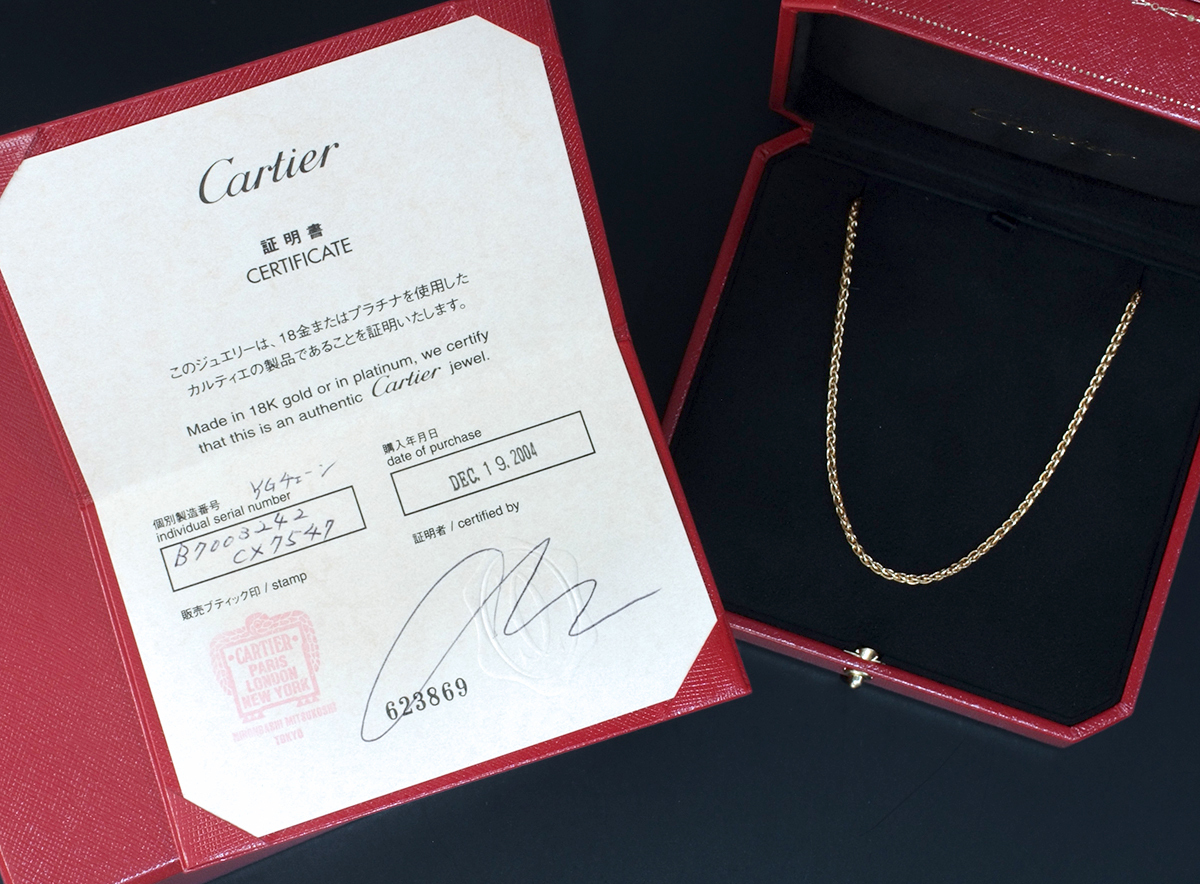 Cartier
証明書
CERTIFICATE
このジュエリーは、18金またはプラチナを使用した
カルティエの製品であることを証明いたします。
Made in 18K gold or in platinum, we certify
that this is an authentic Cartier jewel.
購入年月日
date of purchase
DEC. 19. 2004
YGチェーン
個別製造番号
individual serial number
B7003242
CX7547
証明者 / certified by
販売ブティック印 / stamp
CARTIER
PARIS
LONDON
NEW YORK
MITSUKOSHI
TOKYO
623869
Cartier